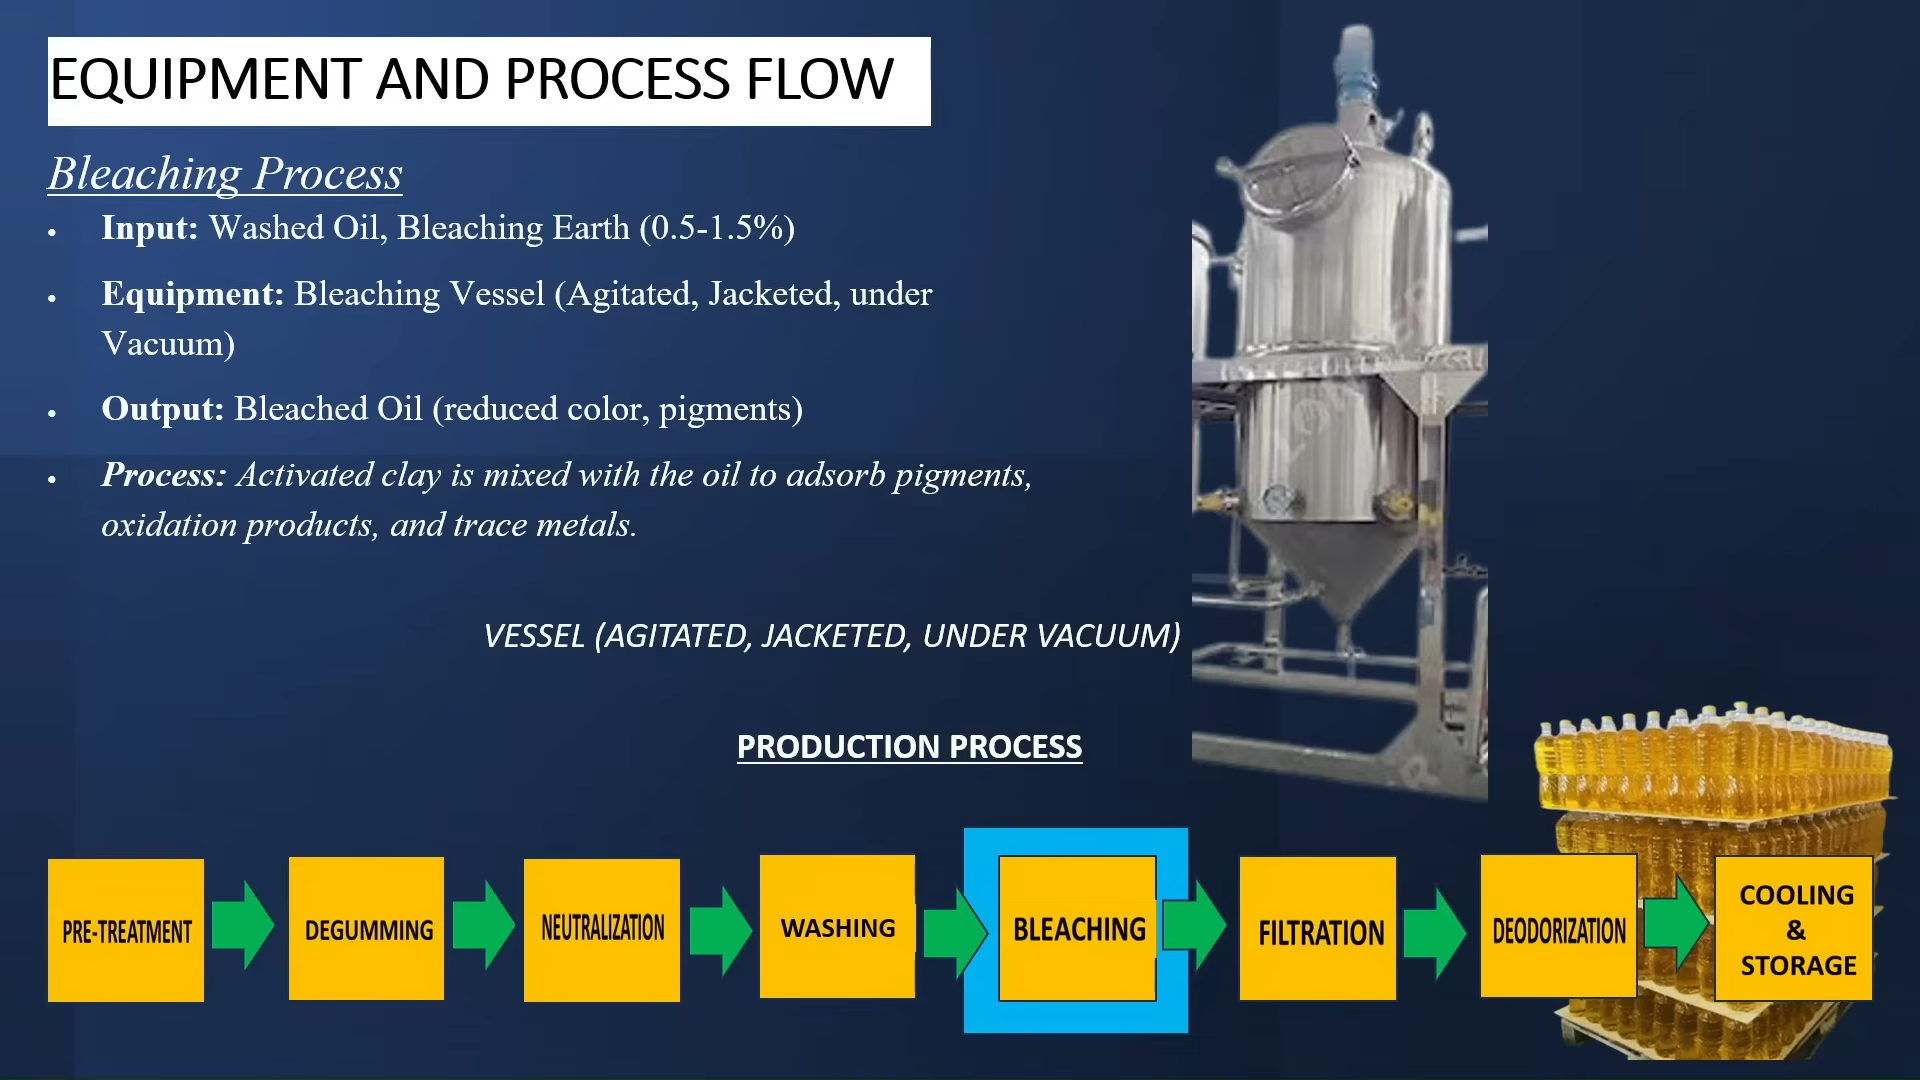 EQUIPMENT AND PROCESS FLOW
Bleaching Process
• Input: Washed Oil, Bleaching Earth (0.5-1.5%)
• Equipment: Bleaching Vessel (Agitated, Jacketed, under
Vacuum)
• Output: Bleached Oil (reduced color, pigments)
• Process: Activated clay is mixed with the oil to adsorb pigments,
oxidation products, and trace metals.
VESSEL (AGITATED, JACKETED, UNDER VACUUM)
PRODUCTION PROCESS
PRE-TREATMENT
DEGUMMING
NEUTRALIZATION
WASHING
BLEACHING
FILTRATION
DEODORIZATION
COOLING
&
STORAGE